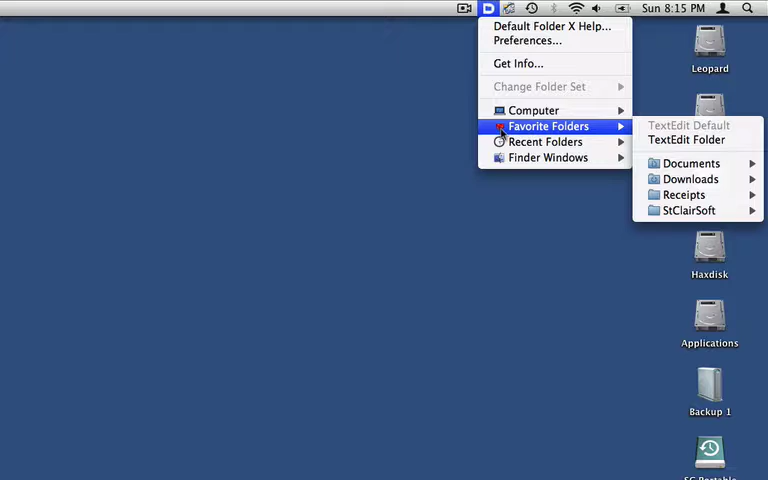 D
Sun 8:15 PM
Default Folder X Help...
Preferences...
Get Info...
Change Folder Set
Computer
Favorite Folders
Recent Folders
Finder Windows
TextEdit Default
TextEdit Folder
Documents
Downloads
Receipts
StClairSoft
Leopard
Haxdisk
Applications
Backup 1